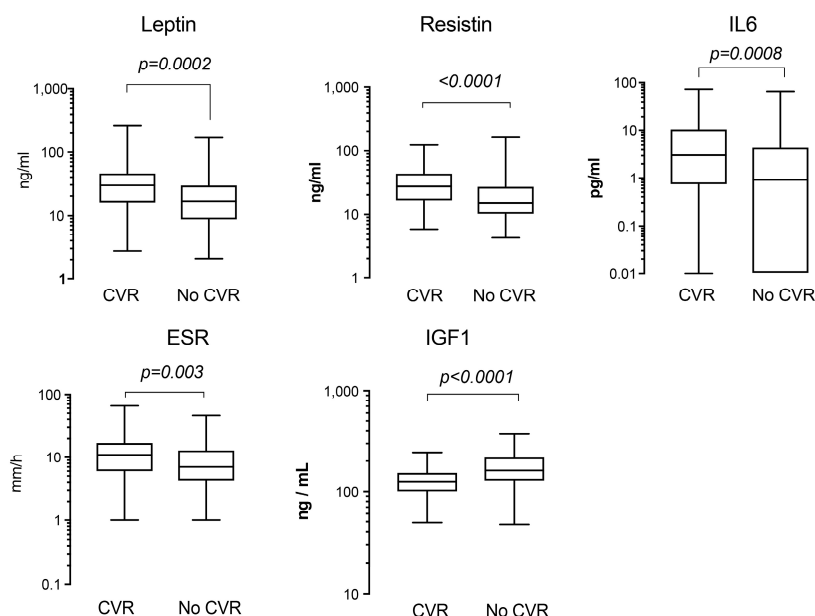 Leptin
p=0.0002
1,000
100
10
1
ng/ml
CVR No CVR
Resistin
<0.0001
1,000
100
10
1
ng/ml
CVR No CVR
IL6
p=0.0008
100
10
1
0.1
0.01
pg/ml
CVR No CVR
ESR
p=0.003
100
10
1
0.1
mm/h
CVR No CVR
IGF1
p<0.0001
1,000
100
10
ng / mL
CVR No CVR